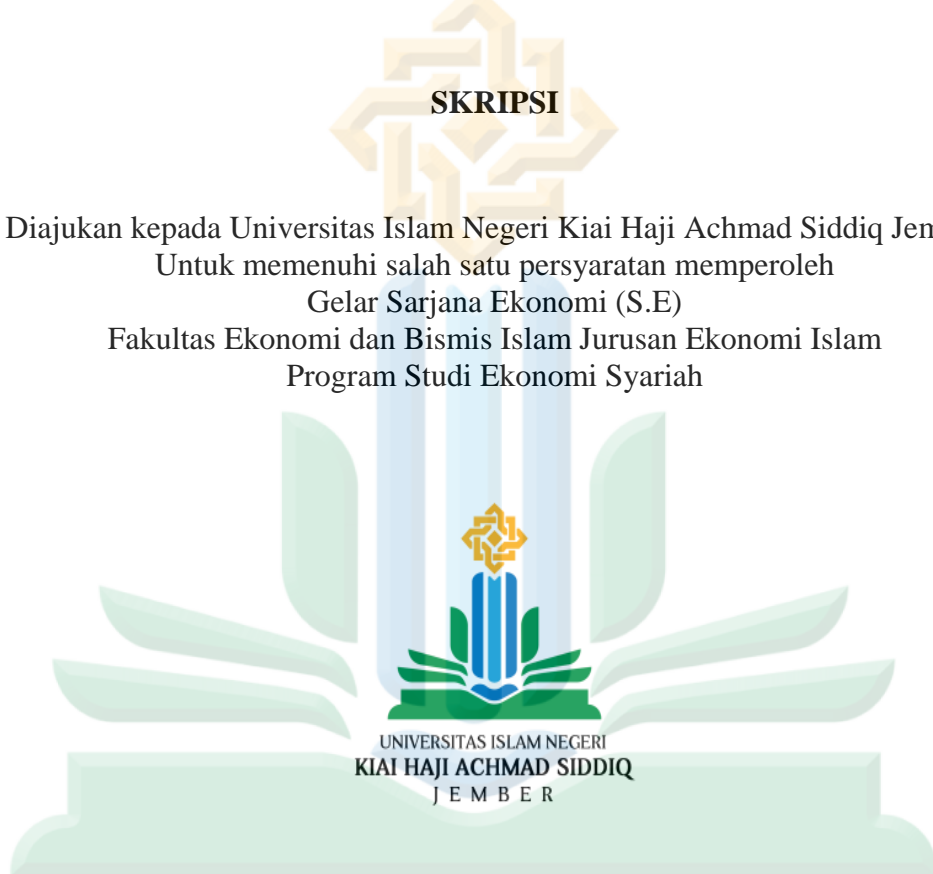 SKRIPSI
Diajukan kepada Universitas Islam Negeri Kiai Haji Achmad Siddiq Jem
Untuk memenuhi salah satu persyaratan memperoleh
Gelar Sarjana Ekonomi (S.E)
Fakultas Ekonomi dan Bismis Islam Jurusan Ekonomi Islam
Program Studi Ekonomi Syariah
UNIVERSITAS ISLAM NEGERI
KIAI HAJI ACHMAD SIDDIQ
JEMBER